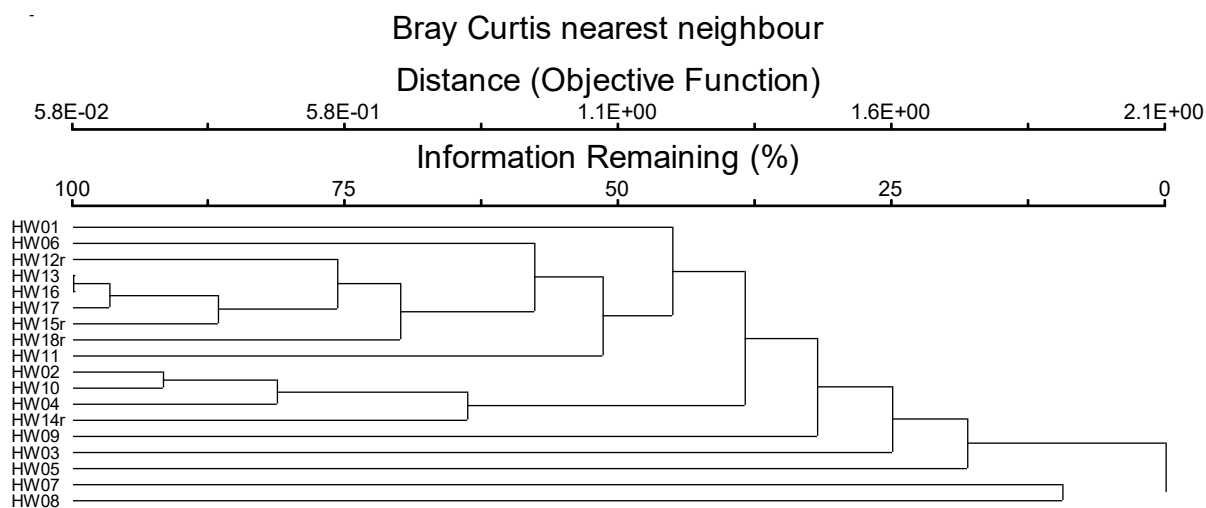 -
Bray Curtis nearest neighbour
Distance (Objective Function)
5.8E-02 5.8E-01 1.1E+00 1.6E+00 2.1E+00
Information Remaining (%)
100 75 50 25 0
HW01
HW06
HW12r
HW13
HW16
HW17
HW15r
HW18r
HW11
HW02
HW10
HW04
HW14r
HW09
HW03
HW05
HW07
HW08